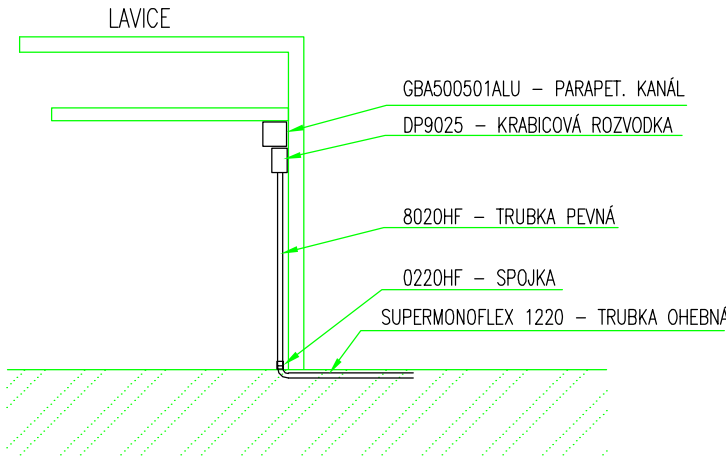 LAVICE
GBA500501ALU – PARAPET. KANÁL
DP9025 – KRABICOVÁ ROZVODKA
8020HF – TRUBKA PEVNÁ
0220HF – SPOJKA
SUPERMONOFLEX 1220 – TRUBKA OHEBNÁ